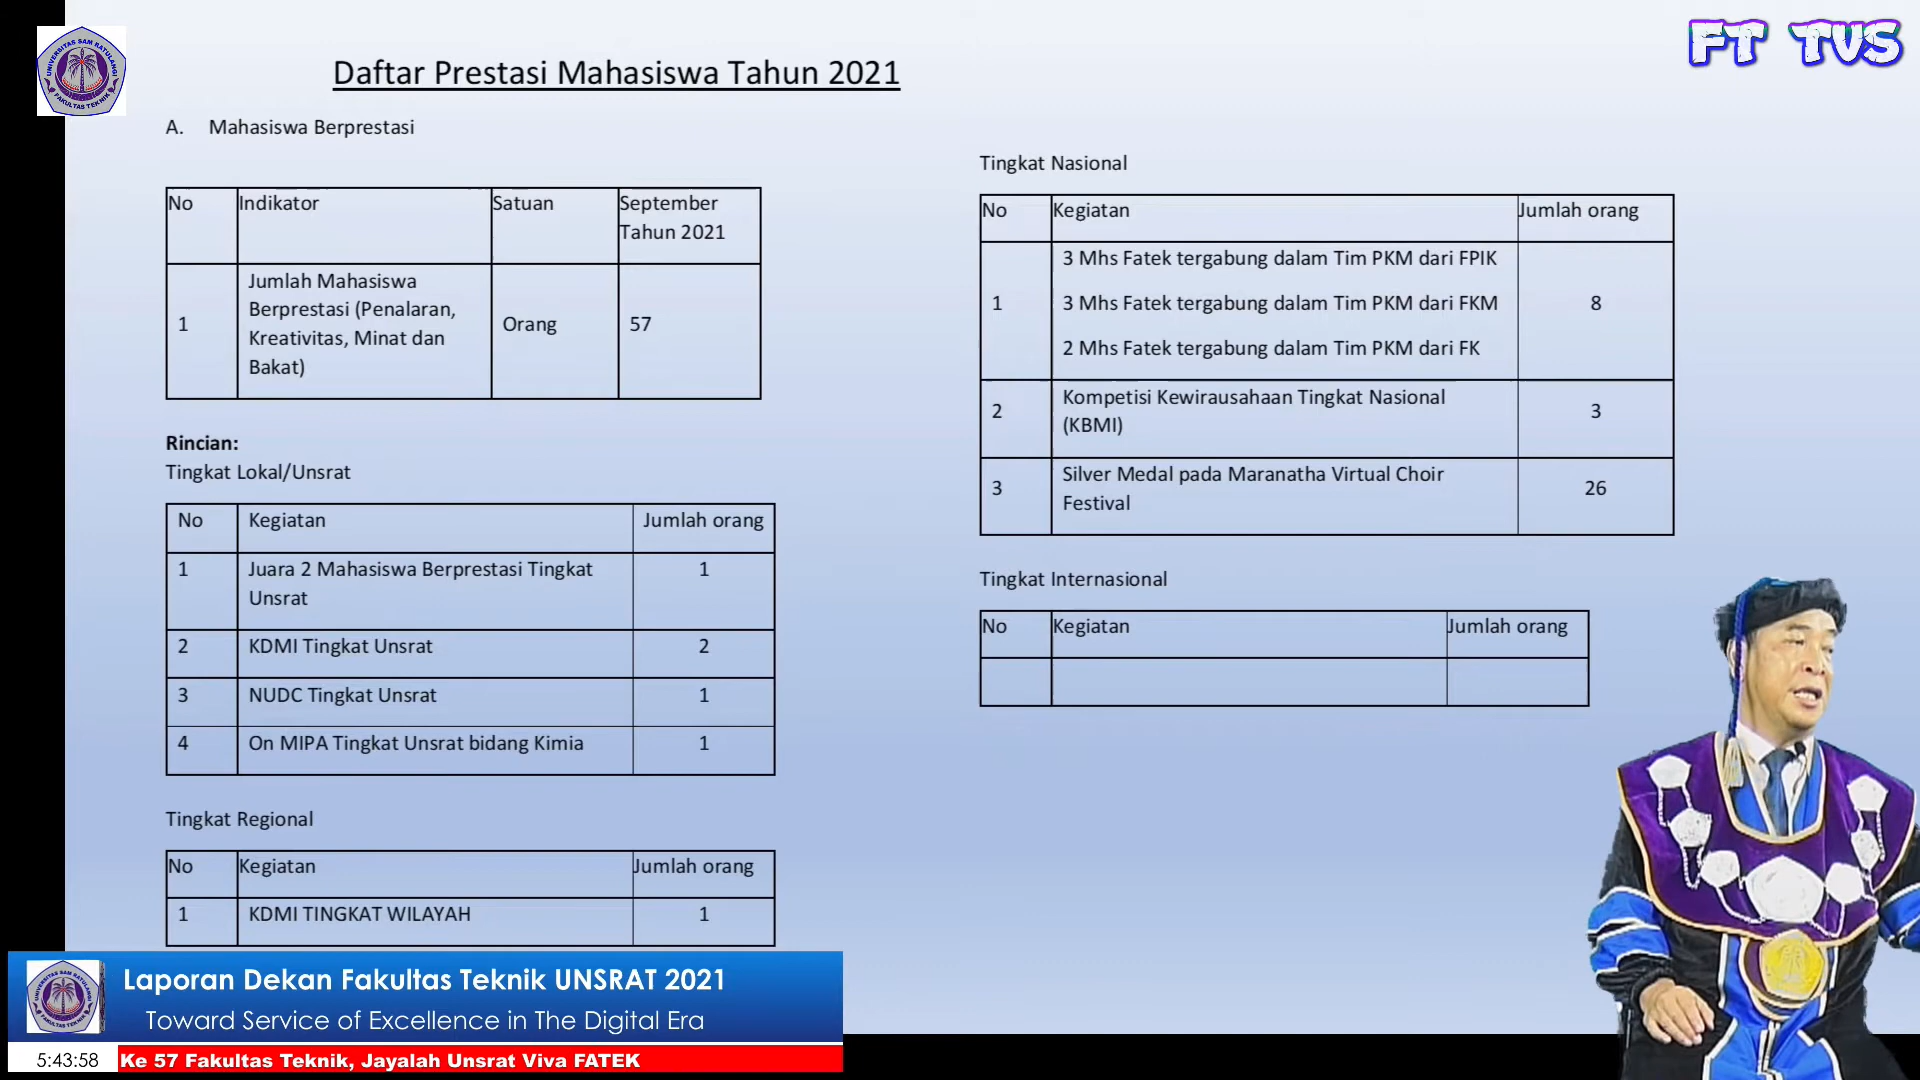 UNIVERSITAS SAM RATULANGI
FAKULTAS TEKNIK
FT TVS
Daftar Prestasi Mahasiswa Tahun 2021
A. Mahasiswa Berprestasi
No Indikator Satuan September
Tahun 2021
1 Jumlah Mahasiswa
Berprestasi (Penalaran,
Kreativitas, Minat dan
Bakat) Orang 57
Rincian:
Tingkat Lokal/Unsrat
No Kegiatan Jumlah orang
1 Juara 2 Mahasiswa Berprestasi Tingkat
Unsrat 1
2 KDMI Tingkat Unsrat 2
3 NUDC Tingkat Unsrat 1
4 On MIPA Tingkat Unsrat bidang Kimia 1
Tingkat Regional
No Kegiatan Jumlah orang
1 KDMI TINGKAT WILAYAH 1
Tingkat Nasional
No Kegiatan Jumlah orang
3 Mhs Fatek tergabung dalam Tim PKM dari FPIK
1 3 Mhs Fatek tergabung dalam Tim PKM dari FKM 8
2 Mhs Fatek tergabung dalam Tim PKM dari FK
2 Kompetisi Kewirausahaan Tingkat Nasional
(KBMI) 3
3 Silver Medal pada Maranatha Virtual Choir
Festival 26
Tingkat Internasional
No Kegiatan Jumlah orang
Laporan Dekan Fakultas Teknik UNSRAT 2021
Toward Service of Excellence in The Digital Era
5:43:58 Ke 57 Fakultas Teknik, Jayalah Unsrat Viva FATEK